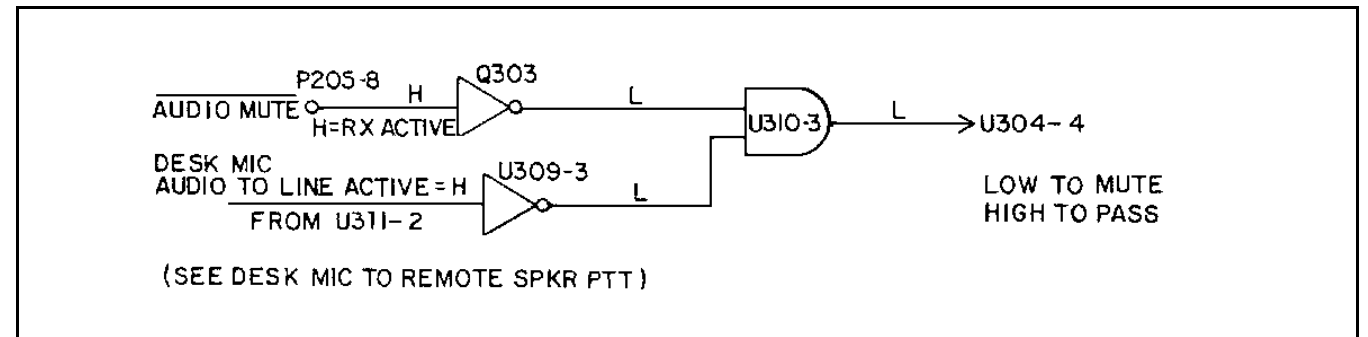 P205-8
Q303
AUDIO MUTE
H
L
H=RX ACTIVE
U310-3
L
U304-4
DESK MIC
U309-3
AUDIO TO LINE ACTIVE=H
L
FROM U311-2
LOW TO MUTE
HIGH TO PASS
(SEE DESK MIC TO REMOTE SPKR PTT)